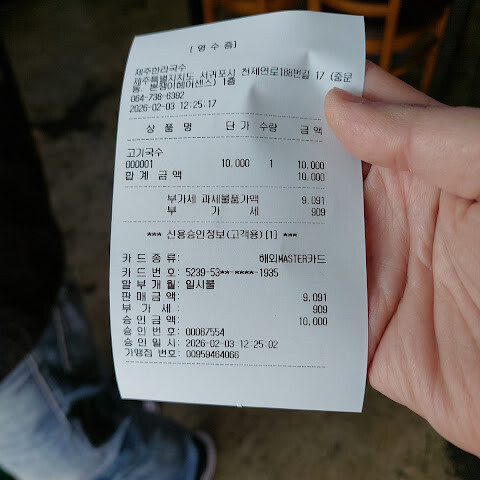 [ 영 수 증]
제주한라국수
제주특별자치도 서귀포시 천제연로188번길 17 (중문
동, 본쟁이헤어센스) 1층
064-738-6392
2026-02-03 12:25:17
상 품 명 단 가 수량 금 액
고기국수
000001 10,000 1 10,000
합 계 금 액 10,000
부가세 과세물품가액 9,091
부 가 세 909
*** 신용승인정보(고객용)[1] ***
카 드 종 류: 해외MASTER카드
카 드 번 호: 5239-53**-****-1935
할 부 개 월: 일시불
판 매 금 액: 9,091
부 가 세 : 909
승 인 금 액: 10,000
승 인 번 호: 00087554
승 인 일 시: 2026-02-03 12:25:02
가맹점 번호: 00959464066